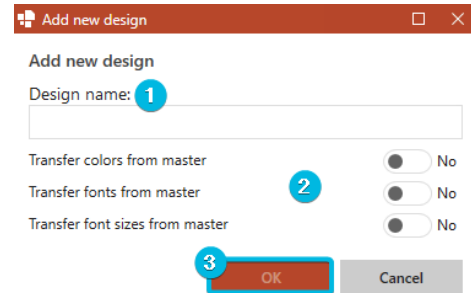 Add new design
Add new design
Design name: 1
Transfer colors from master No
2
Transfer fonts from master No
Transfer font sizes from master No
3
OK Cancel